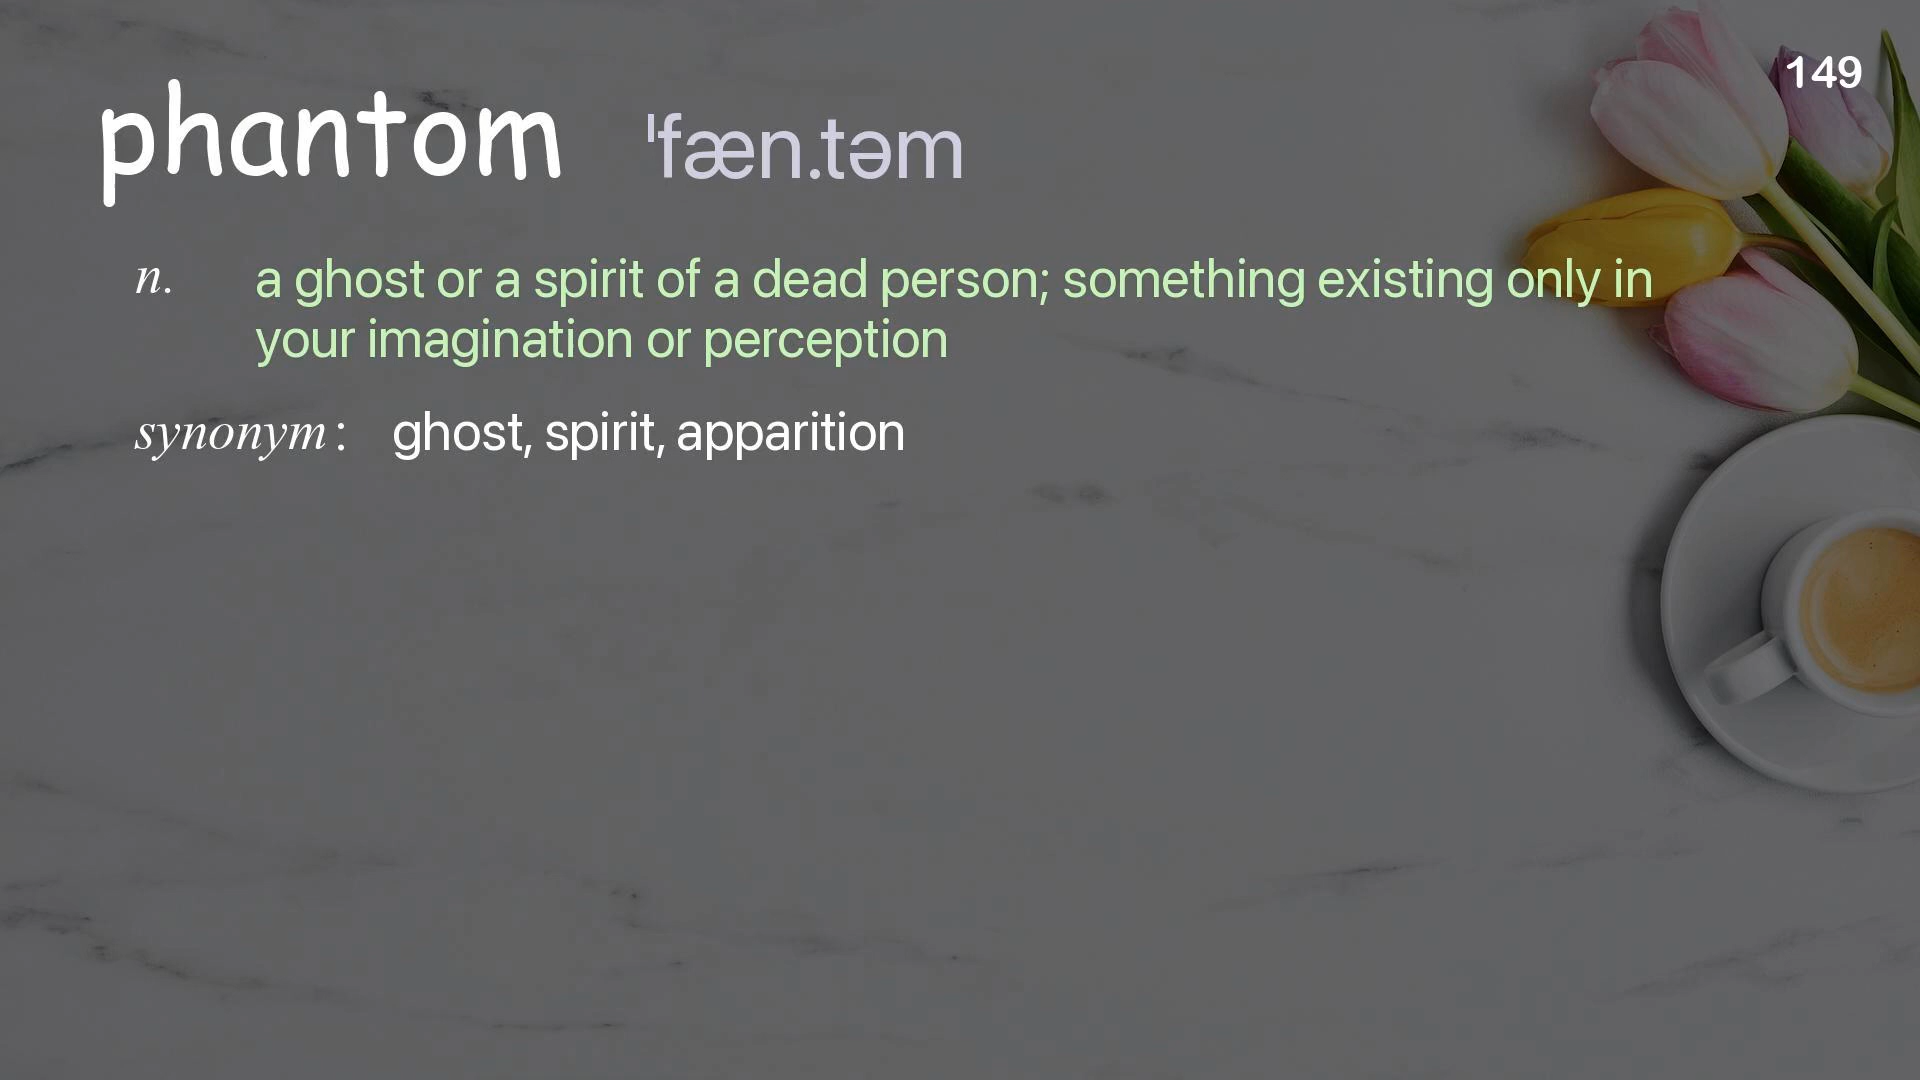 149
phantom ˈfæn.təm
n. a ghost or a spirit of a dead person; something existing only in
your imagination or perception
synonym: ghost, spirit, apparition